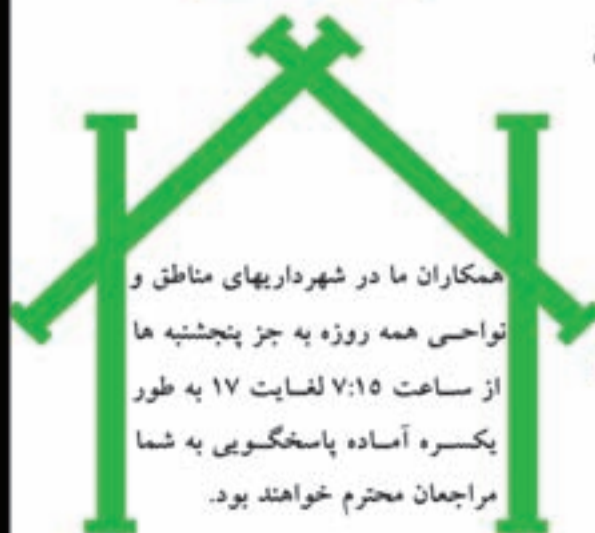 همکاران ما در شهرداریهای مناطق و
نواحی همه روزه به جز پنجشنبه ها
از ساعت ۷:۱۵ لغایت ۱۷ به طور
یکسره آماده پاسخگویی به شما
مراجعان محترم خواهند بود.